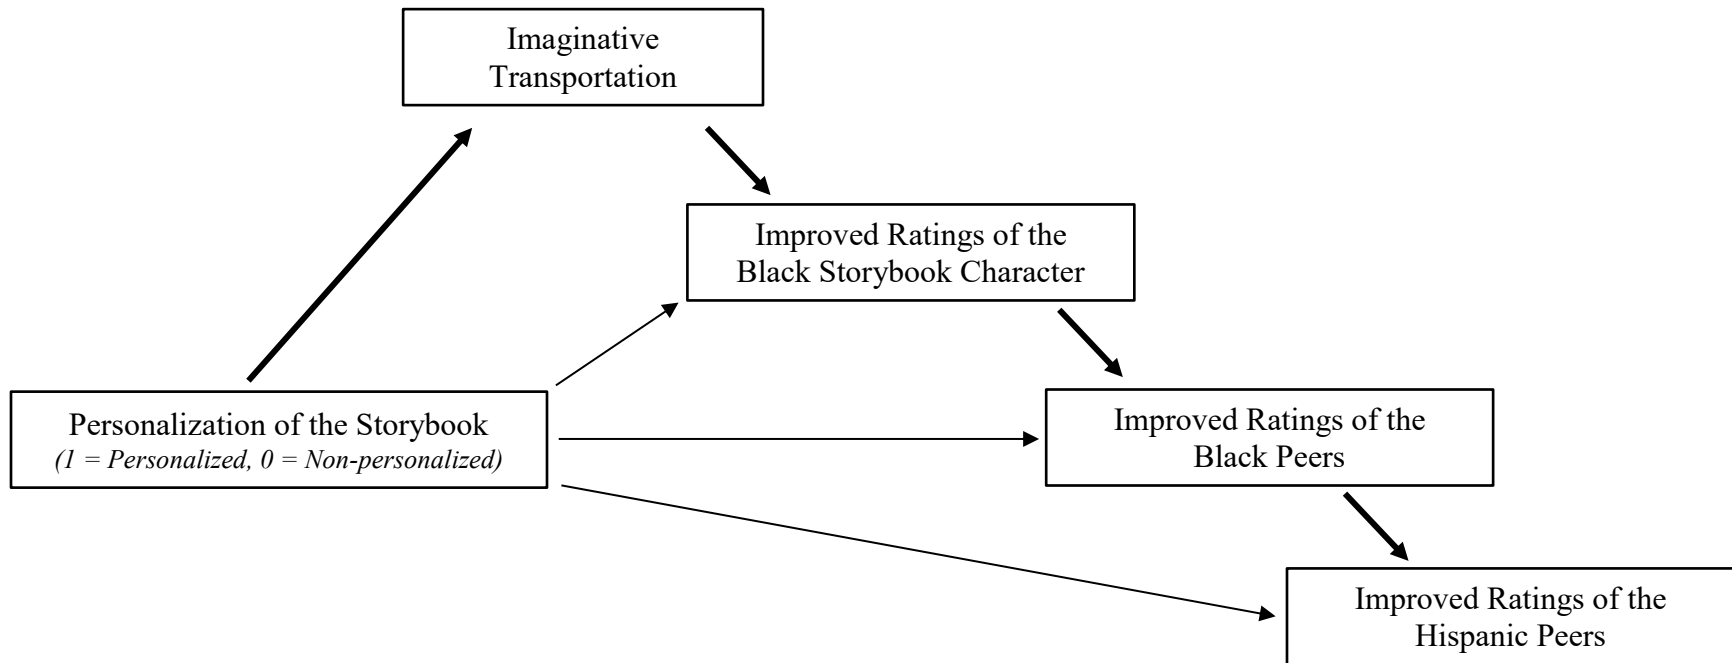 Imaginative
Transportation
Improved Ratings of the
Black Storybook Character
Personalization of the Storybook
(1 = Personalized, 0 = Non-personalized)
Improved Ratings of the
Black Peers
Improved Ratings of the
Hispanic Peers